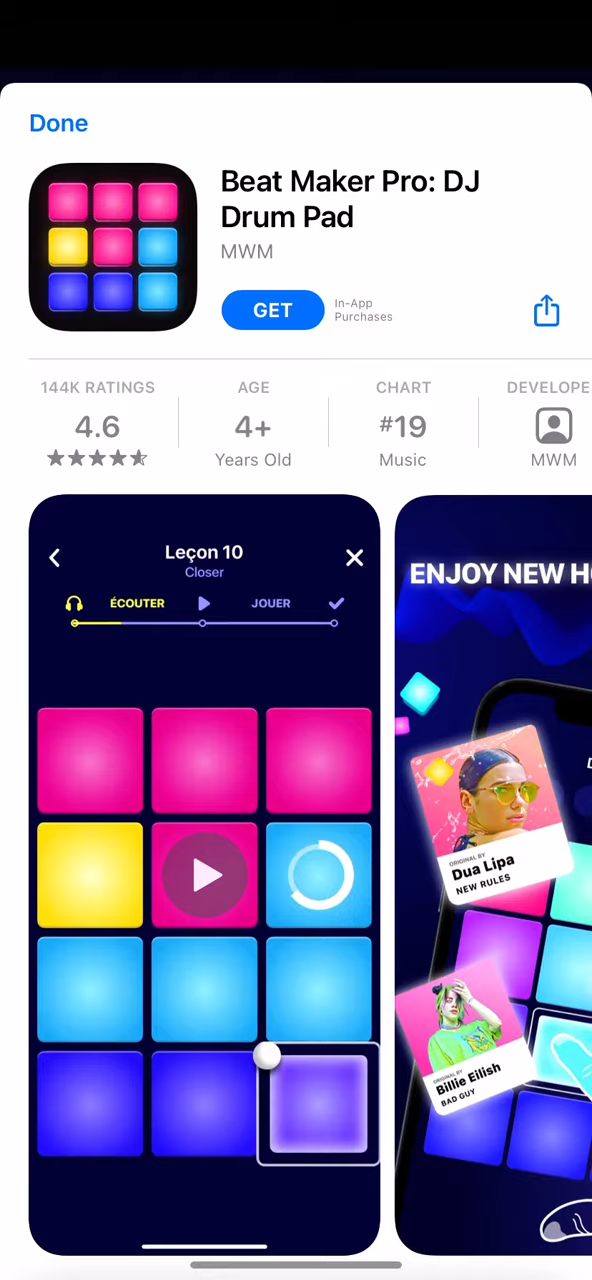 Done
Beat Maker Pro: DJ
Drum Pad
MWM
GET
In-App
Purchases
144K RATINGS
4.6
AGE
4+
Years Old
CHART
#19
Music
DEVELOPE
MWM
Leçon 10
Closer
ÉCOUTER
JOUER
ENJOY NEW H
ORIGINAL BY
Dua Lipa
NEW RULES
ORIGINAL BY
Billie Eilish
BAD GUY